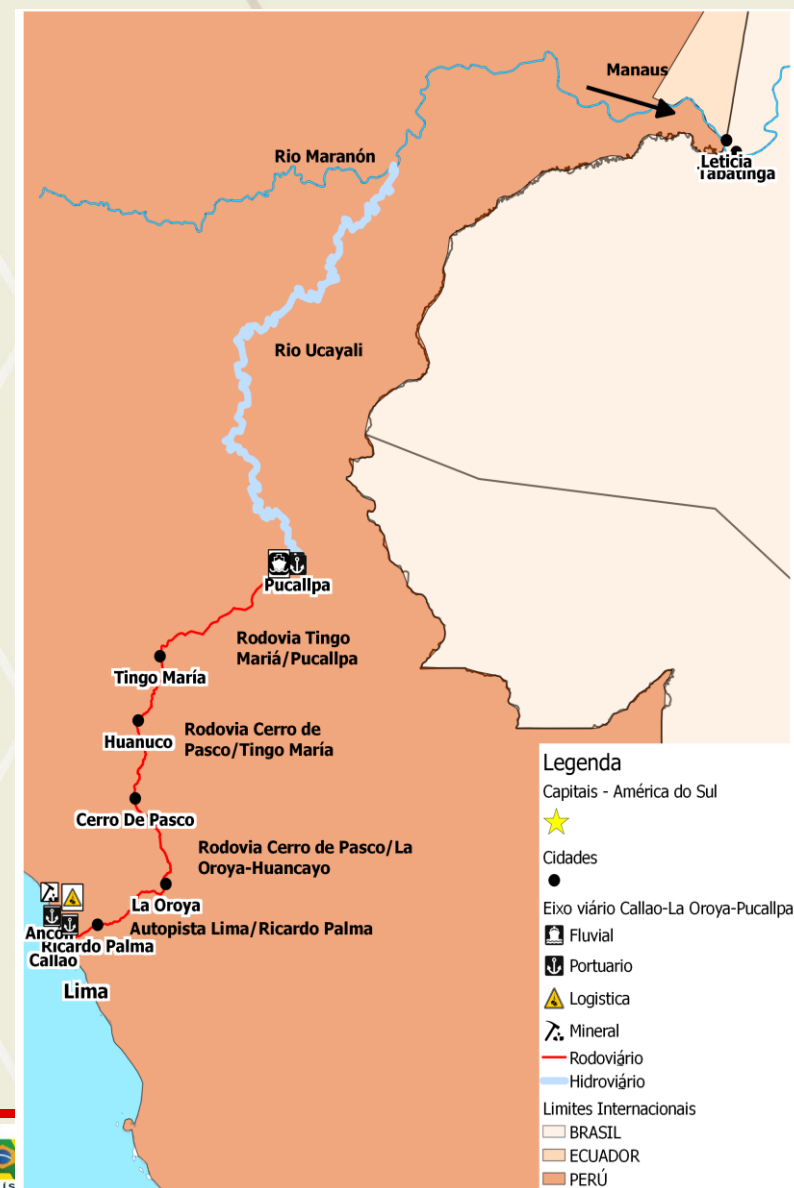 Manaus
Rio Maranón
Leticia
Tabatinga
Rio Ucayali
Pucallpa
Rodovia Tingo
Mariá/Pucallpa
Tingo María
Rodovia Cerro de
Pasco/Tingo María
Huanuco
Cerro De Pasco
Rodovia Cerro de Pasco/La
Oroya-Huancayo
La Oroya
Autopista Lima/Ricardo Palma
Ancón
Ricardo Palma
Callao
Lima
Legenda
Capitais - América do Sul
Cidades
Eixo viário Callao-La Oroya-Pucallpa
Fluvial
Portuario
Logistica
Mineral
Rodoviário
Hidroviário
Limites Internacionais
BRASIL
ECUADOR
PERÚ